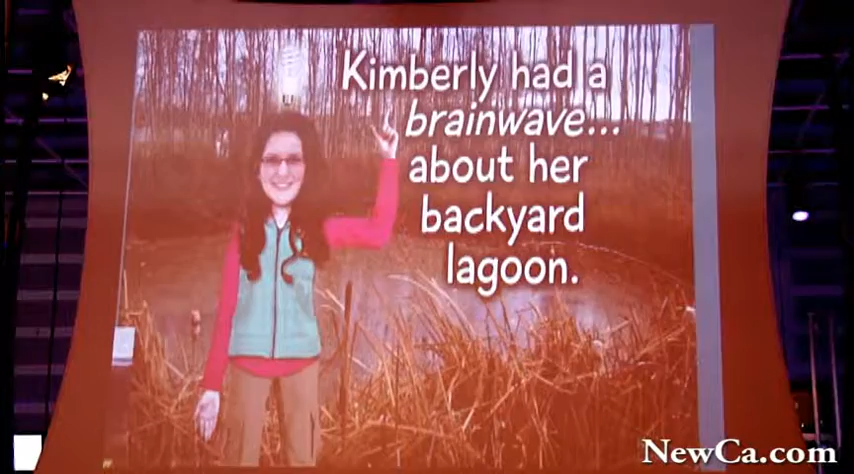 Kimberly had a
brainwave...
about her
backyard
lagoon.
NewCa.com